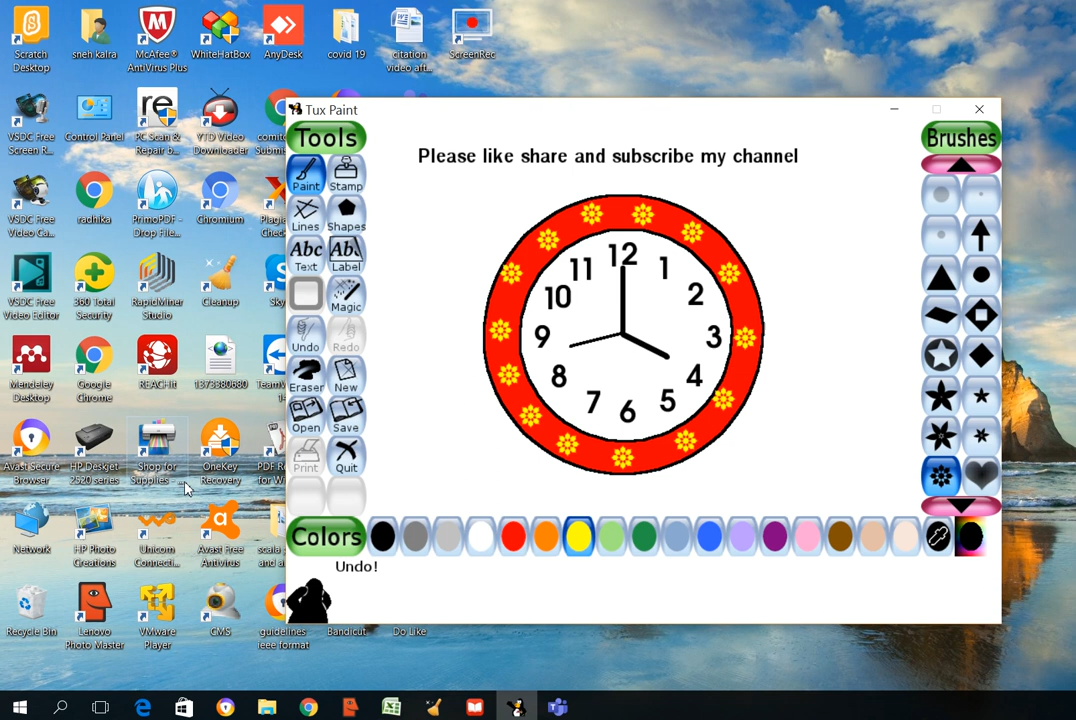 Scratch
Desktop
sneh kalra
McAfee®
AntiVirus Plus
WhiteHatBox
AnyDesk
covid 19
citation
video aft...
ScreenRec
VSDC Free
Screen R...
Control Panel
PC Scan &
Repair b...
YTD Video
Downloader
VSDC Free
Video Ca...
radhika
PrimoPDF -
Drop File...
Chromium
VSDC Free
Video Editor
360 Total
Security
RapidMiner
Studio
Cleanup
Mendeley
Desktop
Google
Chrome
REACHit
1373380680
Avast Secure
Browser
HP Deskjet
2520 series
Shop for
Supplies - ...
OneKey
Recovery
Network
HP Photo
Creations
Unicorn
Connecti...
Avast Free
Antivirus
Recycle Bin
Lenovo
Photo Master
VMware
Player
CMS
guidelines
ieee format
Bandicut
Do Like
Tux Paint
Tools
Paint
Stamp
Lines
Shapes
Abc
Text
Abc
Label
Magic
Undo
Redo
Eraser
New
Open
Save
Print
Quit
Please like share and subscribe my channel
12
11
1
10
2
9
3
8
4
7
5
6
Brushes
Colors
Undo!